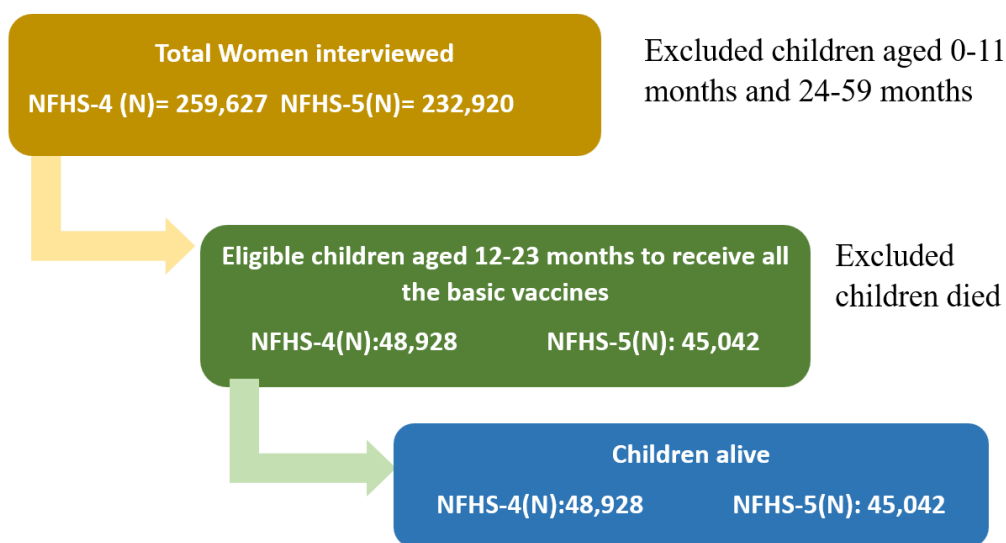 Total Women interviewed
NFHS-4 (N)= 259,627 NFHS-5(N)= 232,920
Excluded children aged 0-11
months and 24-59 months
Eligible children aged 12-23 months to receive all
the basic vaccines
NFHS-4(N):48,928 NFHS-5(N): 45,042
Excluded
children died
Children alive
NFHS-4(N):48,928 NFHS-5(N): 45,042